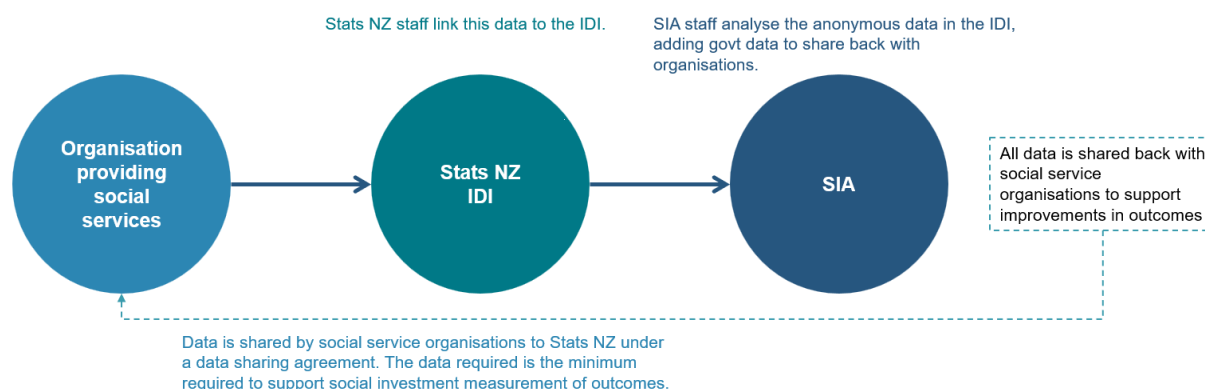 Stats NZ staff link this data to the IDI.
SIA staff analyse the anonymous data in the IDI,
adding govt data to share back with
organisations.
Organisation
providing
social
services
Stats NZ
IDI
SIA
All data is shared back with
social service
organisations to support
improvements in outcomes
Data is shared by social service organisations to Stats NZ under
a data sharing agreement. The data required is the minimum
required to support social investment measurement of outcomes.